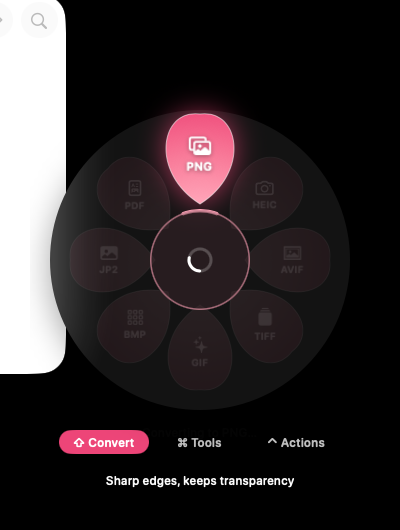 PNG
PDF
HEIC
JP2
AVIF
BMP
TIFF
GIF
⇧ Convert
⌘ Tools
⌃ Actions
Sharp edges, keeps transparency